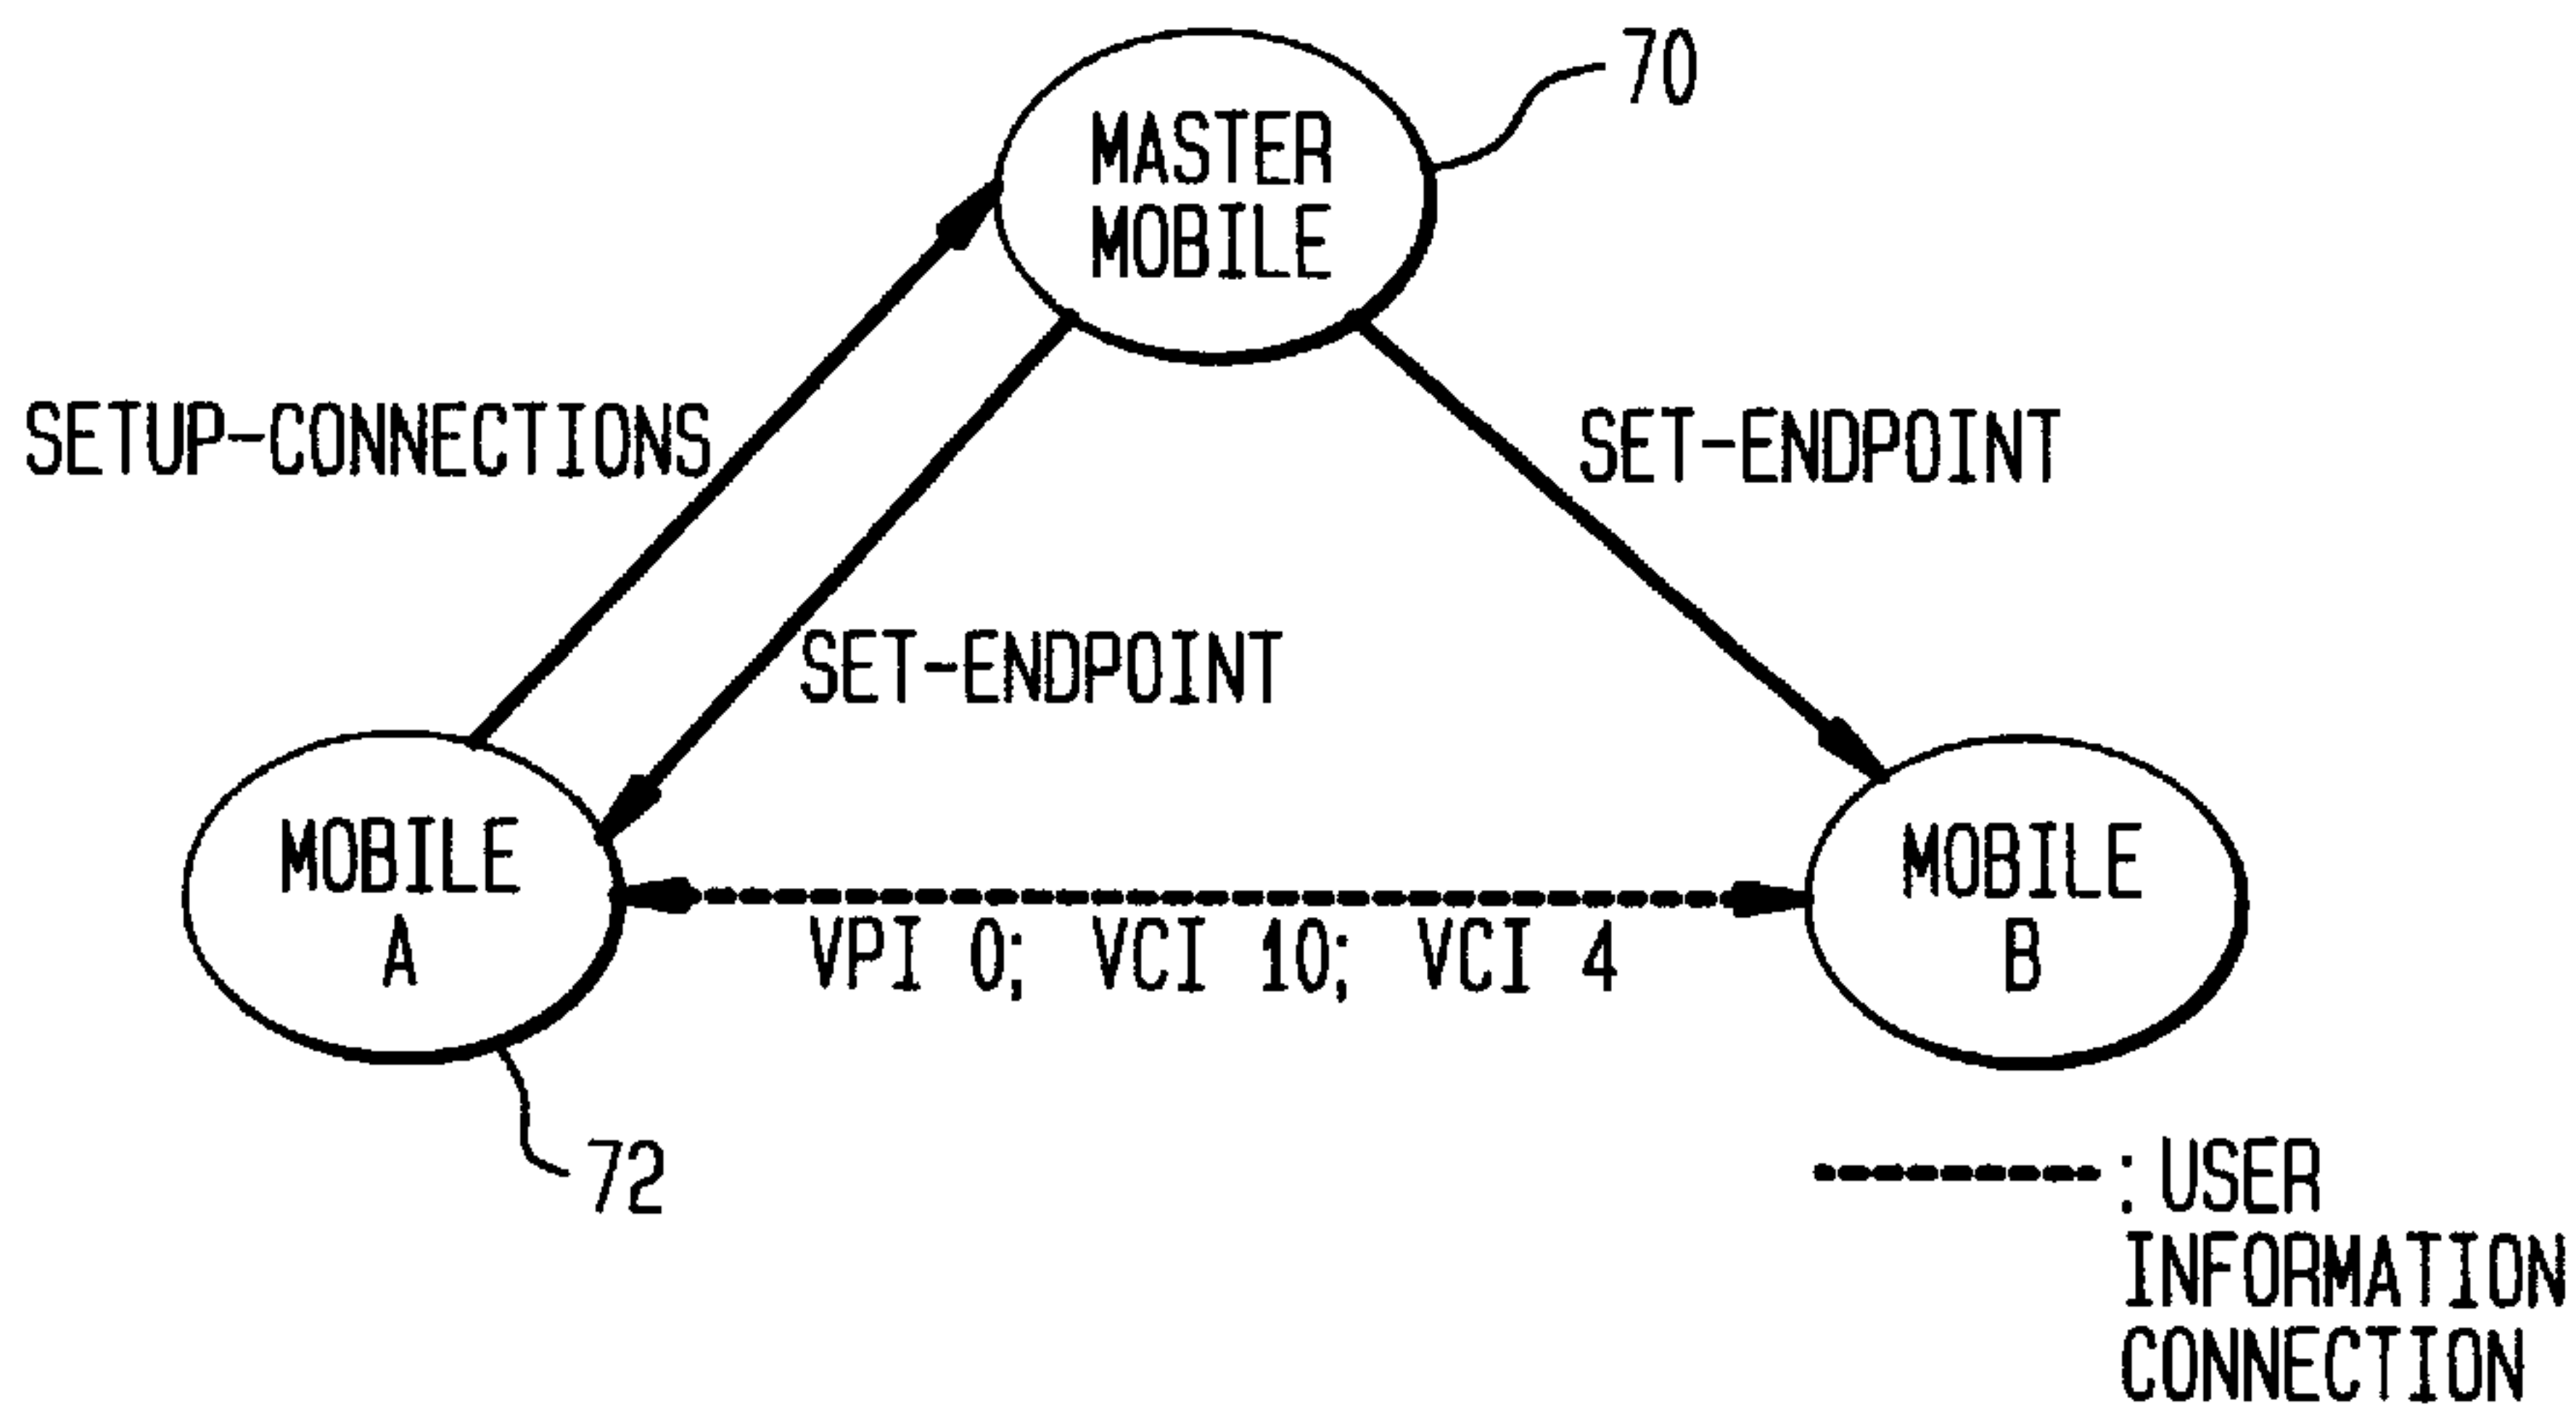 70
MASTER
MOBILE
SETUP-CONNECTIONS
SET-ENDPOINT
SET-ENDPOINT
MOBILE
A
MOBILE
B
VPI 0; VCI 10; VCI 4
72
: USER
INFORMATION
CONNECTION